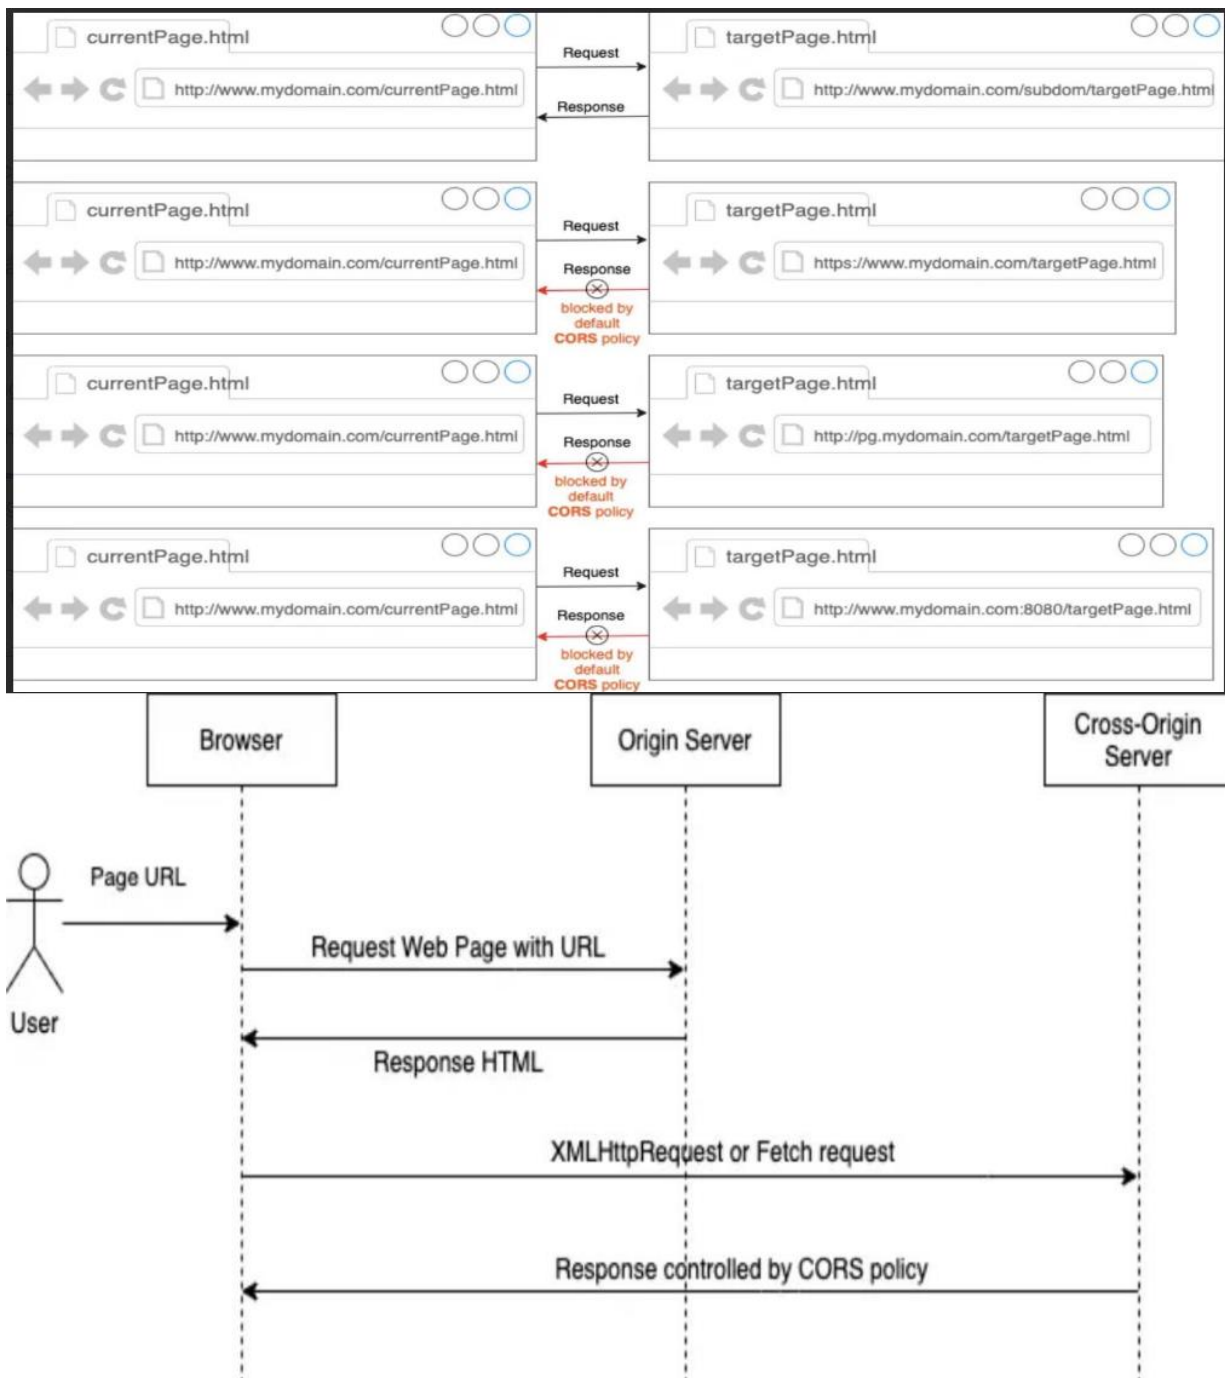 currentPage.html
http://www.mydomain.com/currentPage.html
Request
Response
targetPage.html
http://www.mydomain.com/subdom/targetPage.html
currentPage.html
http://www.mydomain.com/currentPage.html
Request
Response
blocked by
default
CORS policy
targetPage.html
https://www.mydomain.com/targetPage.html
currentPage.html
http://www.mydomain.com/currentPage.html
Request
Response
blocked by
default
CORS policy
targetPage.html
http://pg.mydomain.com/targetPage.html
currentPage.html
http://www.mydomain.com/currentPage.html
Request
Response
blocked by
default
CORS policy
targetPage.html
http://www.mydomain.com:8080/targetPage.html
Browser
Origin Server
Cross-Origin
Server
Page URL
User
Request Web Page with URL
Response HTML
XMLHttpRequest or Fetch request
Response controlled by CORS policy